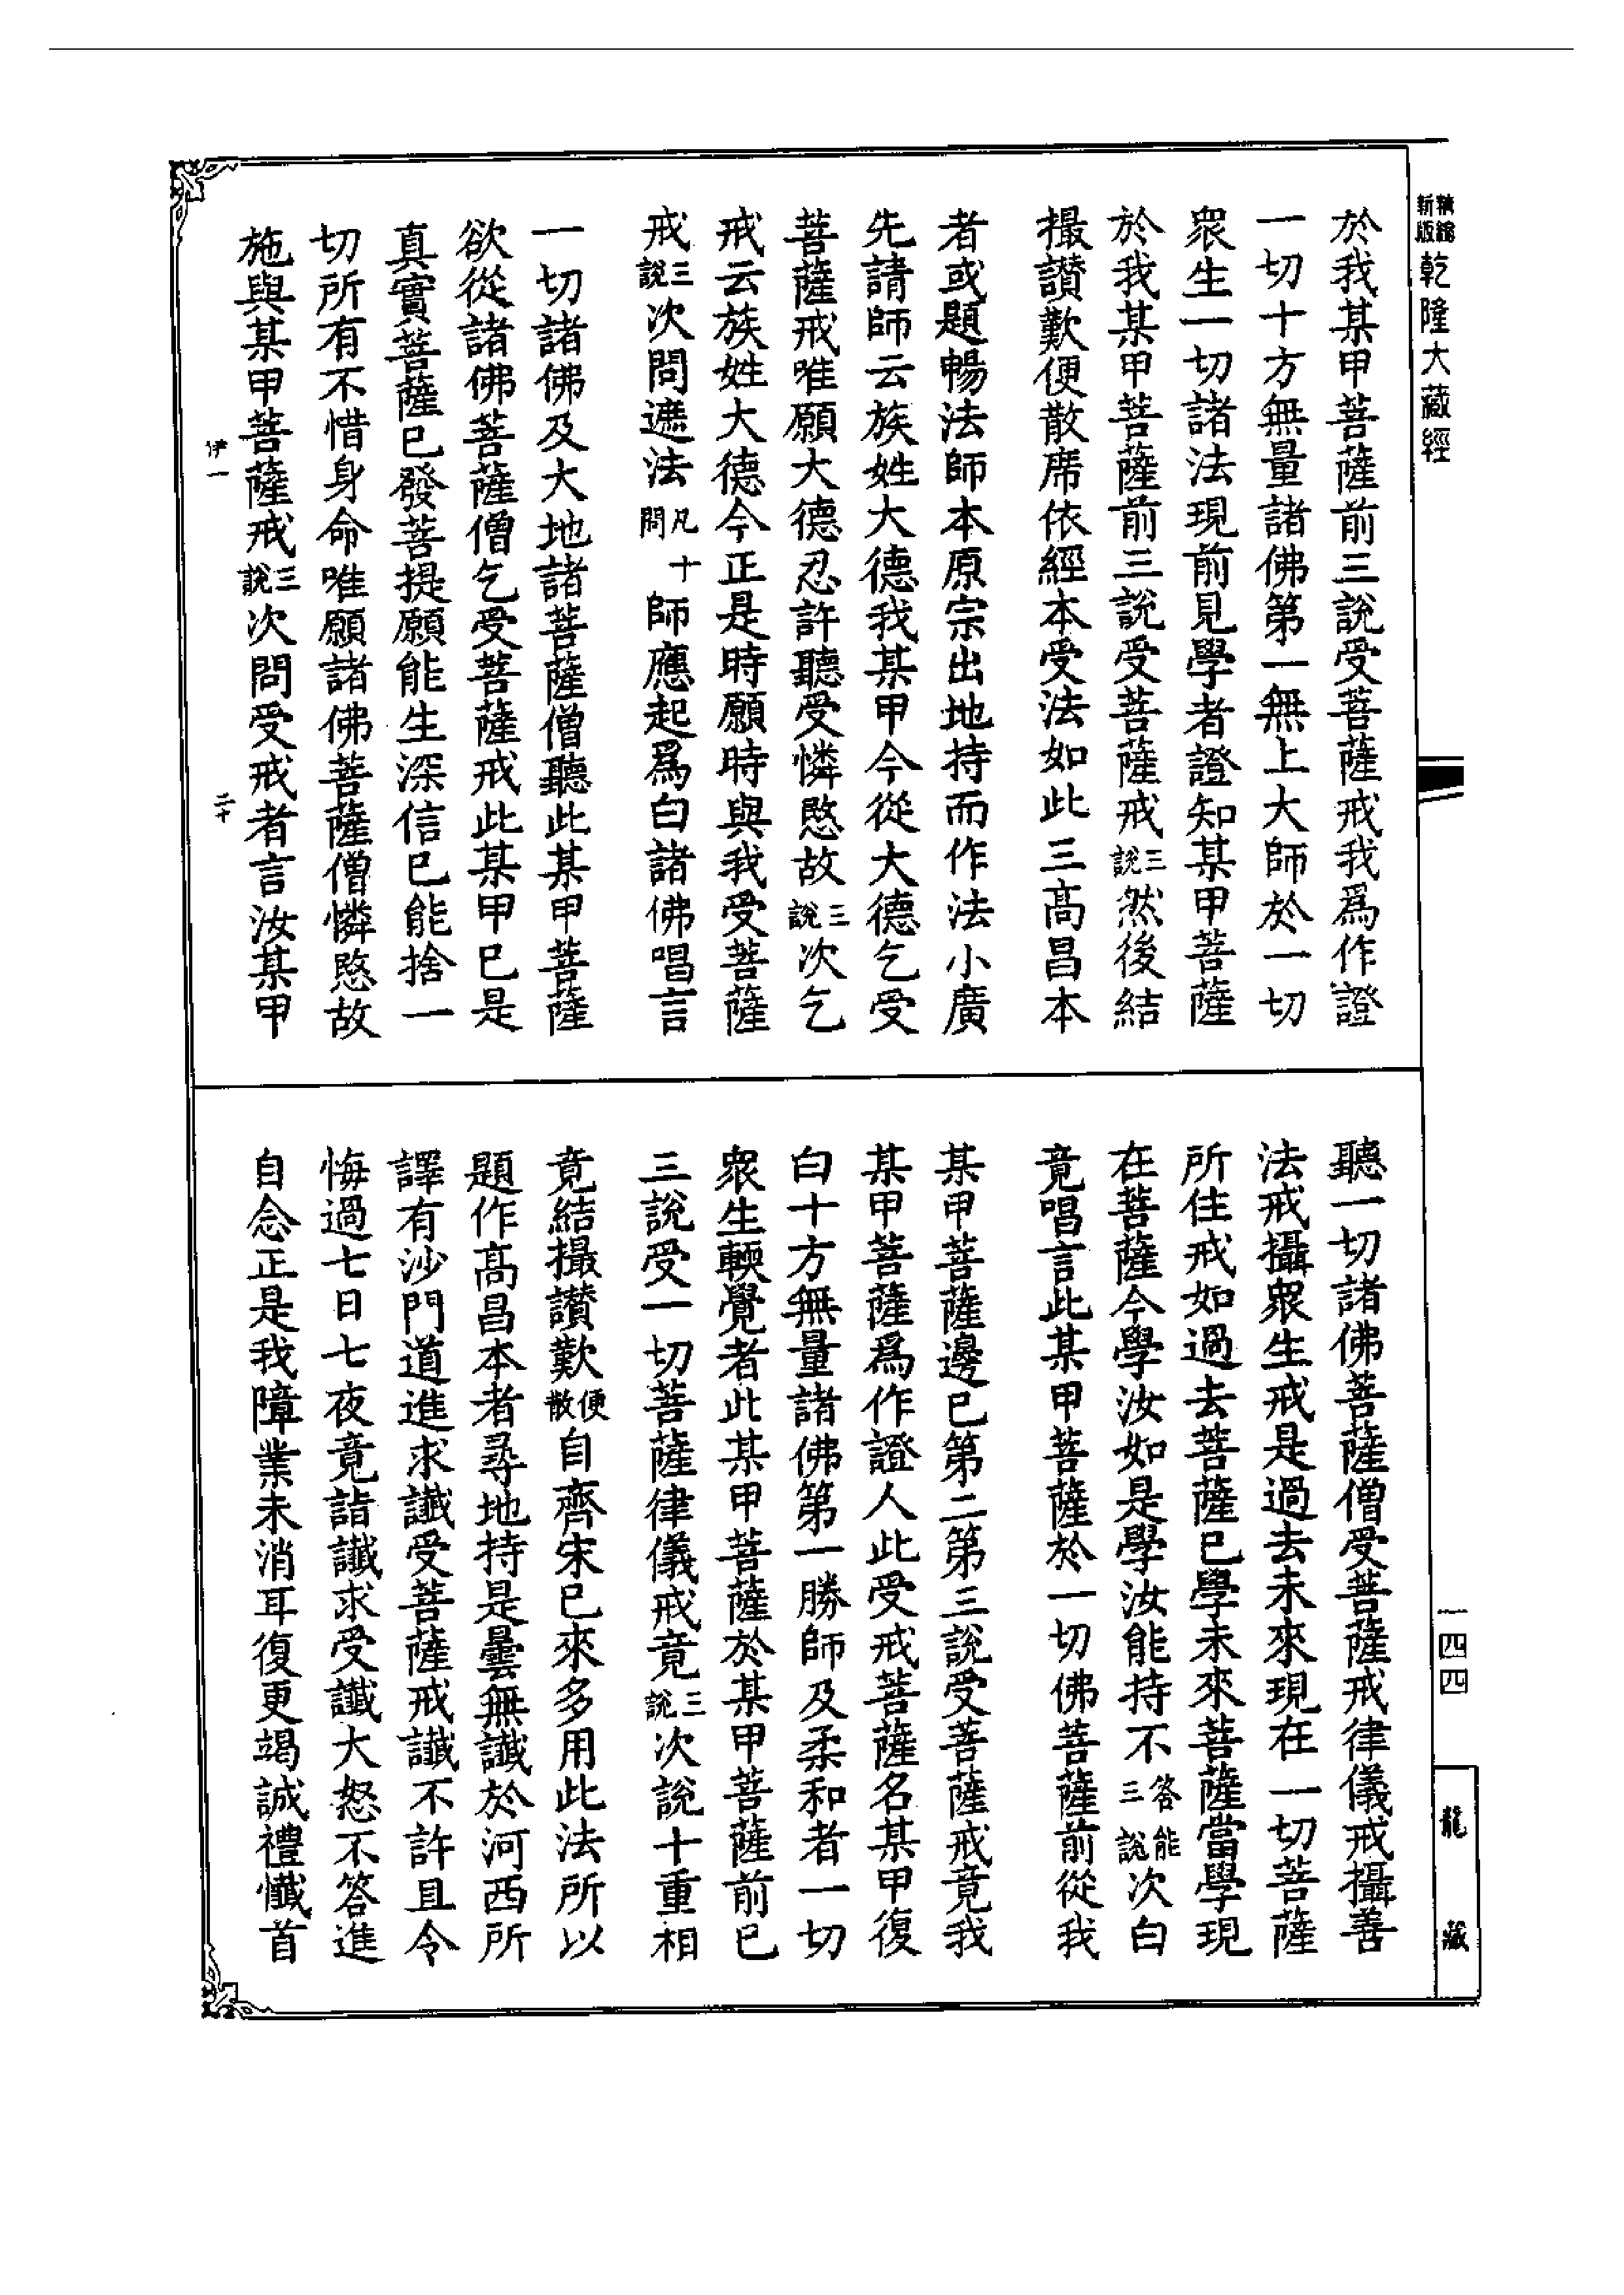 新版精縮乾隆大藏經
於我某甲菩薩前三說受菩薩戒我爲作證
一切十方無量諸佛第一無上大師於一切
衆生一切諸法現前見學者證知某甲菩薩
於我某甲菩薩前三說受菩薩戒三說然後結
撮讚歎便散席依經本受法如此三高昌本
者或題暢法師本原宗出地持而作法小廣
先請師云族姓大德我某甲今從大德乞受
菩薩戒唯願大德忍許聽受憐愍故三說次乞
戒云族姓大德今正是時願時與我受菩薩
戒三說次問遮法凡十問師應起爲白諸佛唱言
一切諸佛及大地諸菩薩僧聽此某甲菩薩
欲從諸佛菩薩僧乞受菩薩戒此某甲已是
真實菩薩已發菩提願能生深信已能捨一
切所有不惜身命唯願諸佛菩薩僧憐愍故
施與某甲菩薩戒三說次問受戒者言汝某甲
伊一
二十
聽一切諸佛菩薩僧受菩薩戒律儀戒攝善
法戒攝衆生戒是過去未來現在一切菩薩
所住戒如過去菩薩已學未來菩薩當學現
在菩薩今學汝如是學汝能持不答能三說次白
竟唱言此某甲菩薩於一切佛菩薩前從我
某甲菩薩邊已第二第三說受菩薩戒竟我
某甲菩薩爲作證人此受戒菩薩名某甲復
白十方無量諸佛第一勝師及柔和者一切
衆生輭覺者此某甲菩薩於某甲菩薩前已
三說受一切菩薩律儀戒竟三說次說十重相
竟結撮讚歎便散自齊宋已來多用此法所以
題作高昌本者尋地持是曇無讖於河西所
譯有沙門道進求讖受菩薩戒讖不許且令
悔過七日七夜竟詣讖求受讖大怒不答進
自念正是我障業未消耳復更竭誠禮懺首
一四四
龍藏